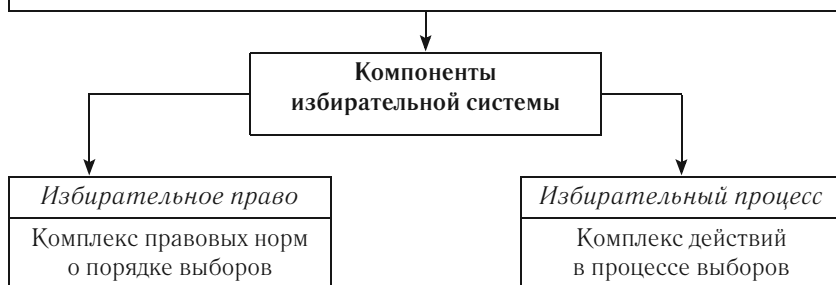 Компоненты
избирательной системы
Избирательное право
Комплекс правовых норм
о порядке выборов
Избирательный процесс
Комплекс действий
в процессе выборов